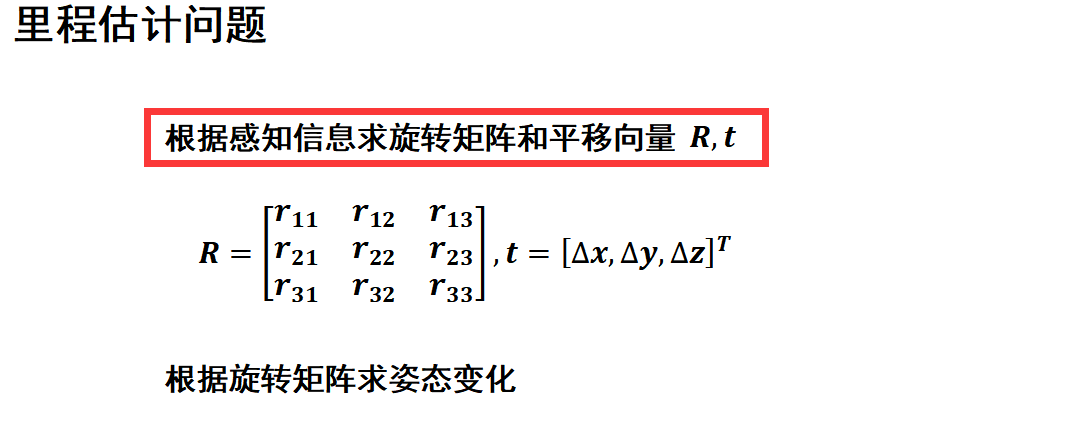 里程估计问题
根据感知信息求旋转矩阵和平移向量 R, t
R = [r11 r12 r13
r21 r22 r23
r31 r32 r33], t = [Δx, Δy, Δz]^T
根据旋转矩阵求姿态变化